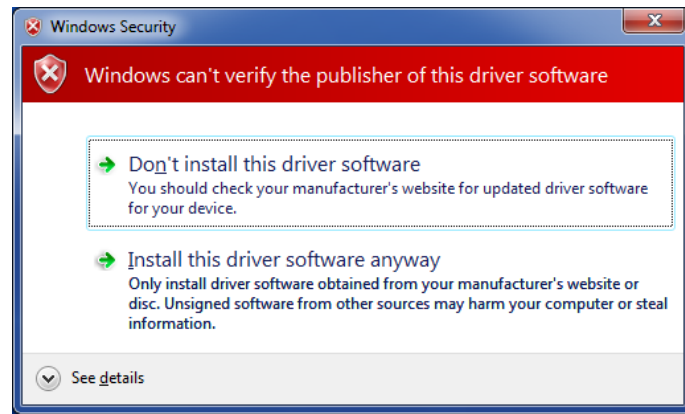 Windows Security
Windows can't verify the publisher of this driver software
Don't install this driver software
You should check your manufacturer's website for updated driver software
for your device.
Install this driver software anyway
Only install driver software obtained from your manufacturer's website or
disc. Unsigned software from other sources may harm your computer or steal
information.
See details